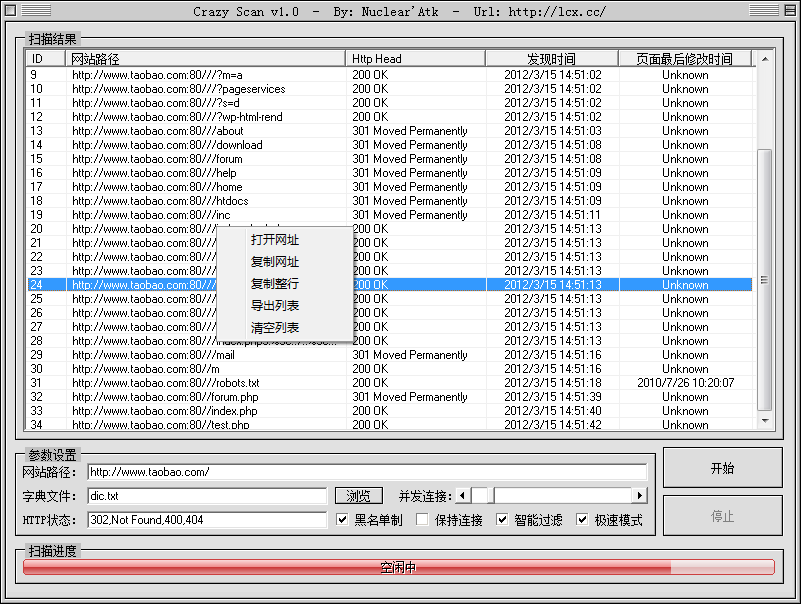 Crazy Scan v1.0 - By: Nuclear'Atk - Url: http://lcx.cc/
扫描结果
ID 网站路径 Http Head 发现时间 页面最后修改时间
9 http://www.taobao.com:80///?m=a 200 OK 2012/3/15 14:51:02 Unknown
10 http://www.taobao.com:80///?pageservices 200 OK 2012/3/15 14:51:02 Unknown
11 http://www.taobao.com:80///?s=d 200 OK 2012/3/15 14:51:02 Unknown
12 http://www.taobao.com:80///?wp-html-rend 200 OK 2012/3/15 14:51:02 Unknown
13 http://www.taobao.com:80///about 301 Moved Permanently 2012/3/15 14:51:03 Unknown
14 http://www.taobao.com:80///download 301 Moved Permanently 2012/3/15 14:51:08 Unknown
15 http://www.taobao.com:80///forum 301 Moved Permanently 2012/3/15 14:51:08 Unknown
16 http://www.taobao.com:80///help 301 Moved Permanently 2012/3/15 14:51:09 Unknown
17 http://www.taobao.com:80///home 301 Moved Permanently 2012/3/15 14:51:09 Unknown
18 http://www.taobao.com:80///htdocs 301 Moved Permanently 2012/3/15 14:51:09 Unknown
19 http://www.taobao.com:80///inc 301 Moved Permanently 2012/3/15 14:51:11 Unknown
20 http://www.taobao.com:80/// 200 OK 2012/3/15 14:51:13 Unknown
21 http://www.taobao.com:80/// 200 OK 2012/3/15 14:51:13 Unknown
22 http://www.taobao.com:80/// 200 OK 2012/3/15 14:51:13 Unknown
23 http://www.taobao.com:80/// 200 OK 2012/3/15 14:51:13 Unknown
24 http://www.taobao.com:80/// 200 OK 2012/3/15 14:51:13 Unknown
25 http://www.taobao.com:80/// 200 OK 2012/3/15 14:51:13 Unknown
26 http://www.taobao.com:80/// 200 OK 2012/3/15 14:51:13 Unknown
27 http://www.taobao.com:80/// 200 OK 2012/3/15 14:51:13 Unknown
28 http://www.taobao.com:80/// 200 OK 2012/3/15 14:51:13 Unknown
29 http://www.taobao.com:80///mail 301 Moved Permanently 2012/3/15 14:51:16 Unknown
30 http://www.taobao.com:80//m 200 OK 2012/3/15 14:51:16 Unknown
31 http://www.taobao.com:80///robots.txt 200 OK 2012/3/15 14:51:18 2010/7/26 10:20:07
32 http://www.taobao.com:80/forum.php 301 Moved Permanently 2012/3/15 14:51:39 Unknown
33 http://www.taobao.com:80//index.php 200 OK 2012/3/15 14:51:40 Unknown
34 http://www.taobao.com:80//test.php 200 OK 2012/3/15 14:51:42 Unknown
打开网址
复制网址
复制整行
导出列表
清空列表
参数设置
网站路径: http://www.taobao.com/
字典文件: dic.txt 浏览 并发连接:
HTTP状态: 302,Not Found,400,404 黑名单制 保持连接 智能过滤 极速模式
开始
停止
扫描进度
空闲中